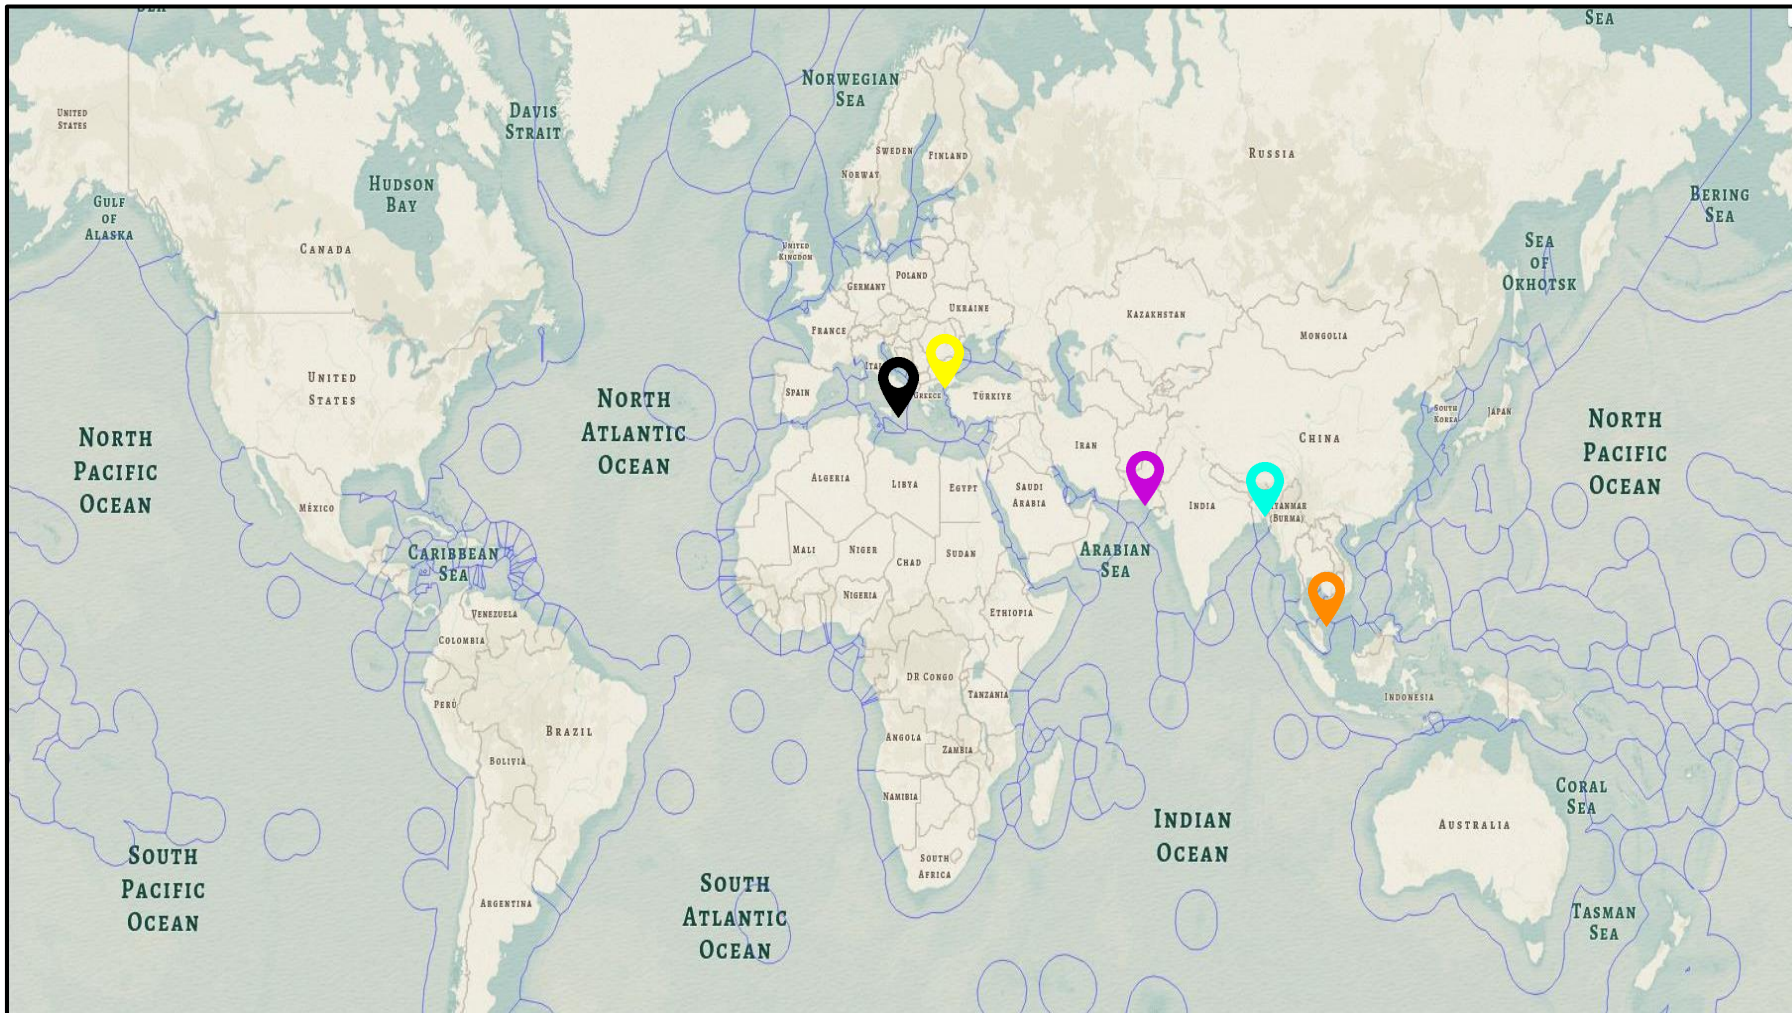 SEA
SEA
NORWEGIAN
SEA
DAVIS
STRAIT
UNITED
STATES
SWEDEN
FINLAND
NORWAY
RUSSIA
HUDSON
BAY
BERING
SEA
GULF
OF
ALASKA
CANADA
UNITED
KINGDOM
SEA
OF
OKHOTSK
POLAND
GERMANY
UKRAINE
KAZAKHSTAN
FRANCE
MONGOLIA
ITA
UNITED
STATES
SPAIN
GREECE
TÜRKIYE
SOUTH
KOREA
JAPAN
NORTH
ATLANTIC
OCEAN
NORTH
PACIFIC
OCEAN
NORTH
PACIFIC
OCEAN
IRAN
CHINA
ALGERIA
LIBYA
EGYPT
SAUDI
ARABIA
INDIA
YANMAR
(BURMA)
MÉXICO
CARIBBEAN
SEA
MALI
NIGER
CHAD
SUDAN
ARABIAN
SEA
NIGERIA
ETHIOPIA
VENEZUELA
COLOMBIA
DR CONGO
TANZANIA
INDONESIA
PERÚ
BRAZIL
ANGOLA
ZAMBIA
BOLIVIA
NAMIBIA
CORAL
SEA
INDIAN
OCEAN
AUSTRALIA
SOUTH
PACIFIC
OCEAN
SOUTH
AFRICA
SOUTH
ATLANTIC
OCEAN
ARGENTINA
TASMAN
SEA